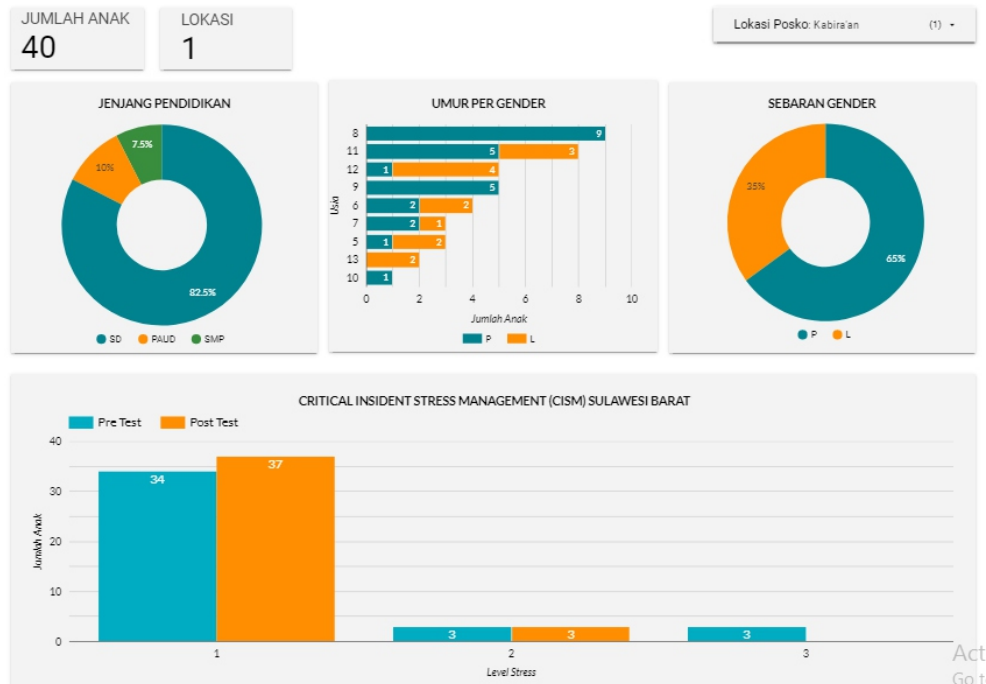 JUMLAH ANAK
40
LOKASI
1
Lokasi Posko: Kabira'an (1)
JENJANG PENDIDIKAN
7.5%
10%
82.5%
SD PAUD SMP
UMUR PER GENDER
Usia
8 9
11 5 3
12 1 4
9 5
6 2 2
7 2 1
5 1 2
13 2
10 1
0 2 4 6 8 10
Jumlah Anak
P L
SEBARAN GENDER
35%
65%
P L
CRITICAL INSIDENT STRESS MANAGEMENT (CISM) SULAWESI BARAT
Pre Test Post Test
Jumlah Anak
40
30
20
10
0
34 37
3 3
3
1 2 3
Level Stress
Act
Go t